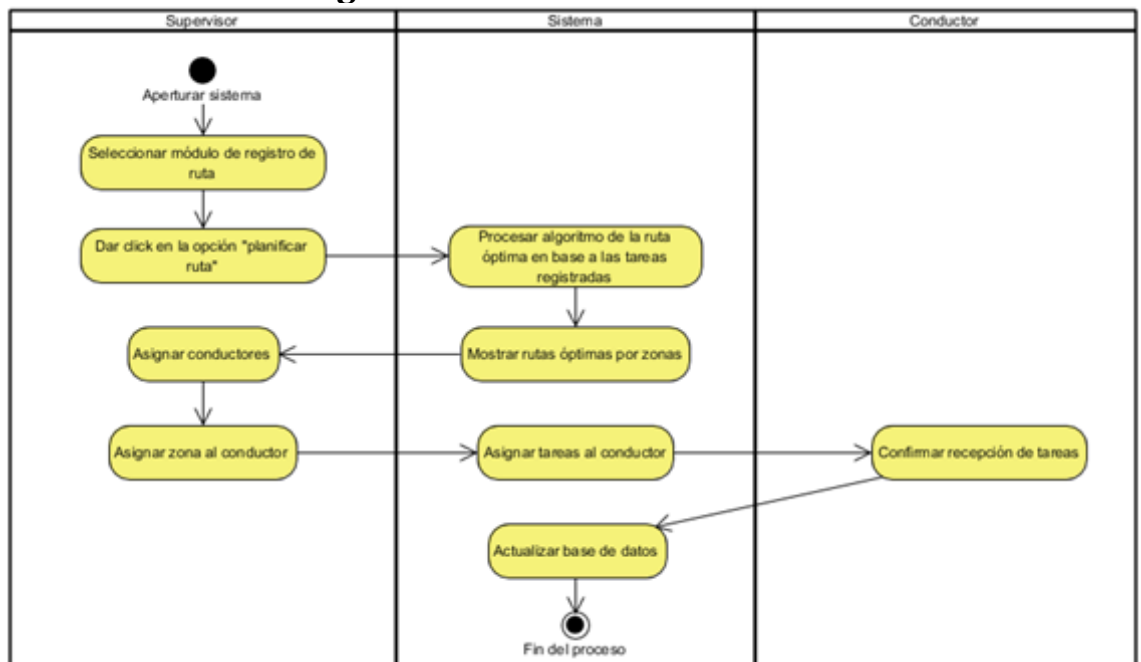 Supervisor
Sistema
Conductor
Aperturar sistema
Seleccionar módulo de registro de
ruta
Dar click en la opción "planificar
ruta"
Procesar algoritmo de la ruta
óptima en base a las tareas
registradas
Mostrar rutas óptimas por zonas
Asignar conductores
Asignar zona al conductor
Asignar tareas al conductor
Confirmar recepción de tareas
Actualizar base de datos
Fin del proceso